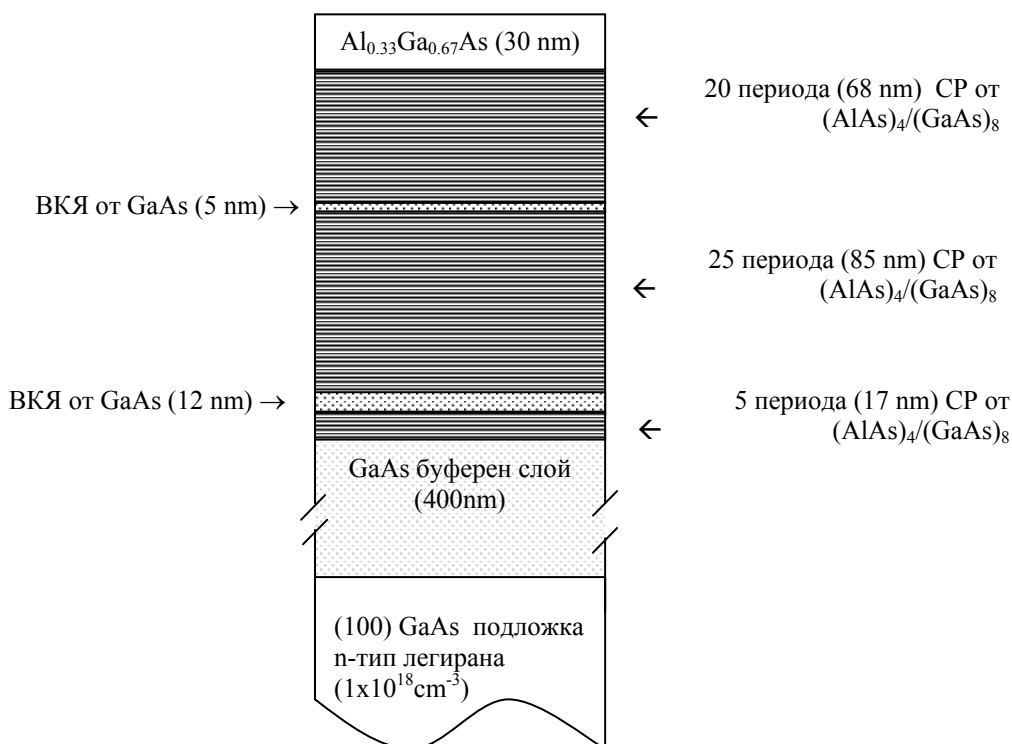 Al₀.₃₃Ga₀.₆₇As (30 nm)
20 периода (68 nm) СР от
← (AlAs)₄/(GaAs)₈
ВКЯ от GaAs (5 nm) →
25 периода (85 nm) СР от
← (AlAs)₄/(GaAs)₈
ВКЯ от GaAs (12 nm) →
5 периода (17 nm) СР от
← (AlAs)₄/(GaAs)₈
GaAs буферен слой
(400nm)
(100) GaAs подложка
n-тип легирана
(1x10¹⁸cm⁻³)